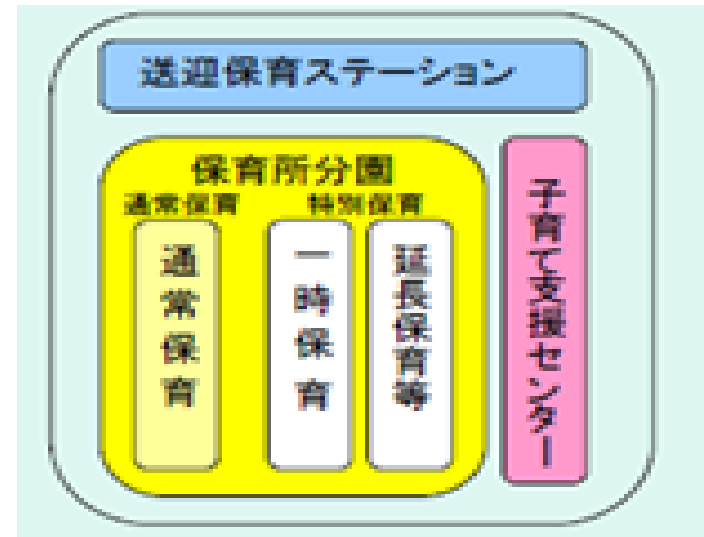 送迎保育ステーション
保育所分園
通常保育
特別保育
通常保育
一時保育
延長保育等
子育て支援センター